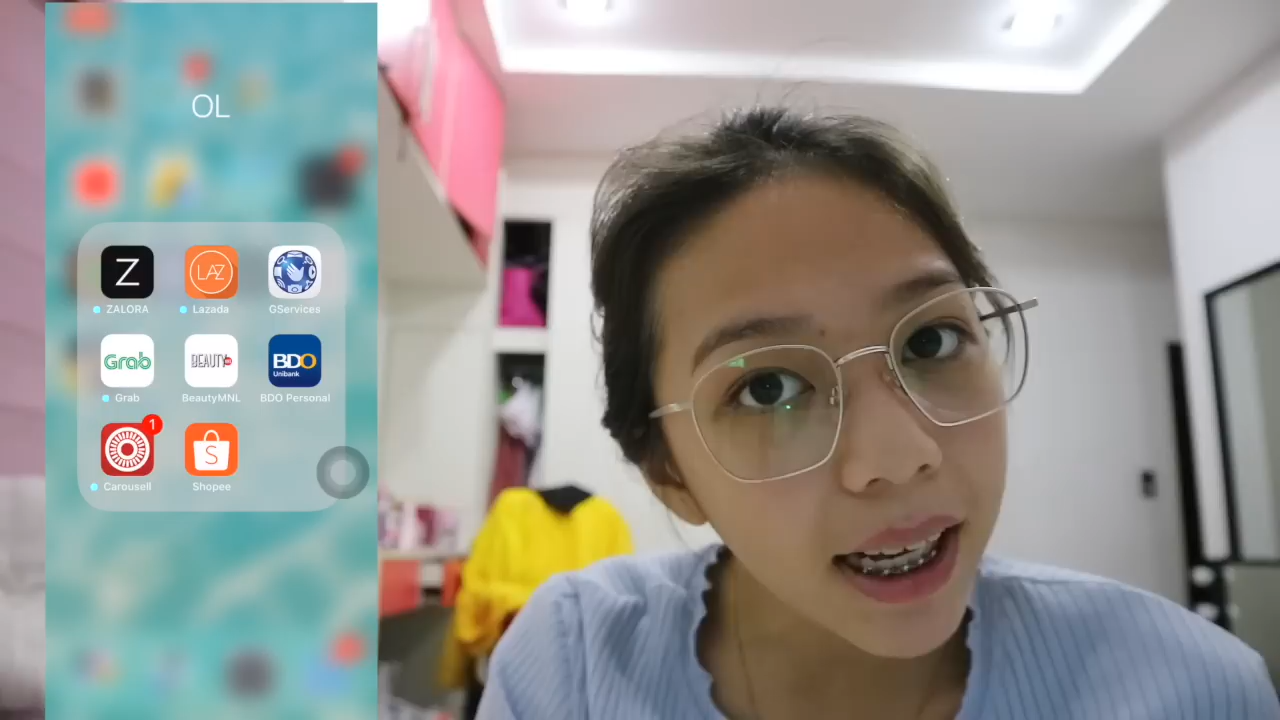 OL
Z
LAZ
ZALORA
Lazada
GServices
Grab
BEAUTY
BDO
Unibank
Grab
BeautyMNL
BDO Personal
1
S
Carousell
Shopee